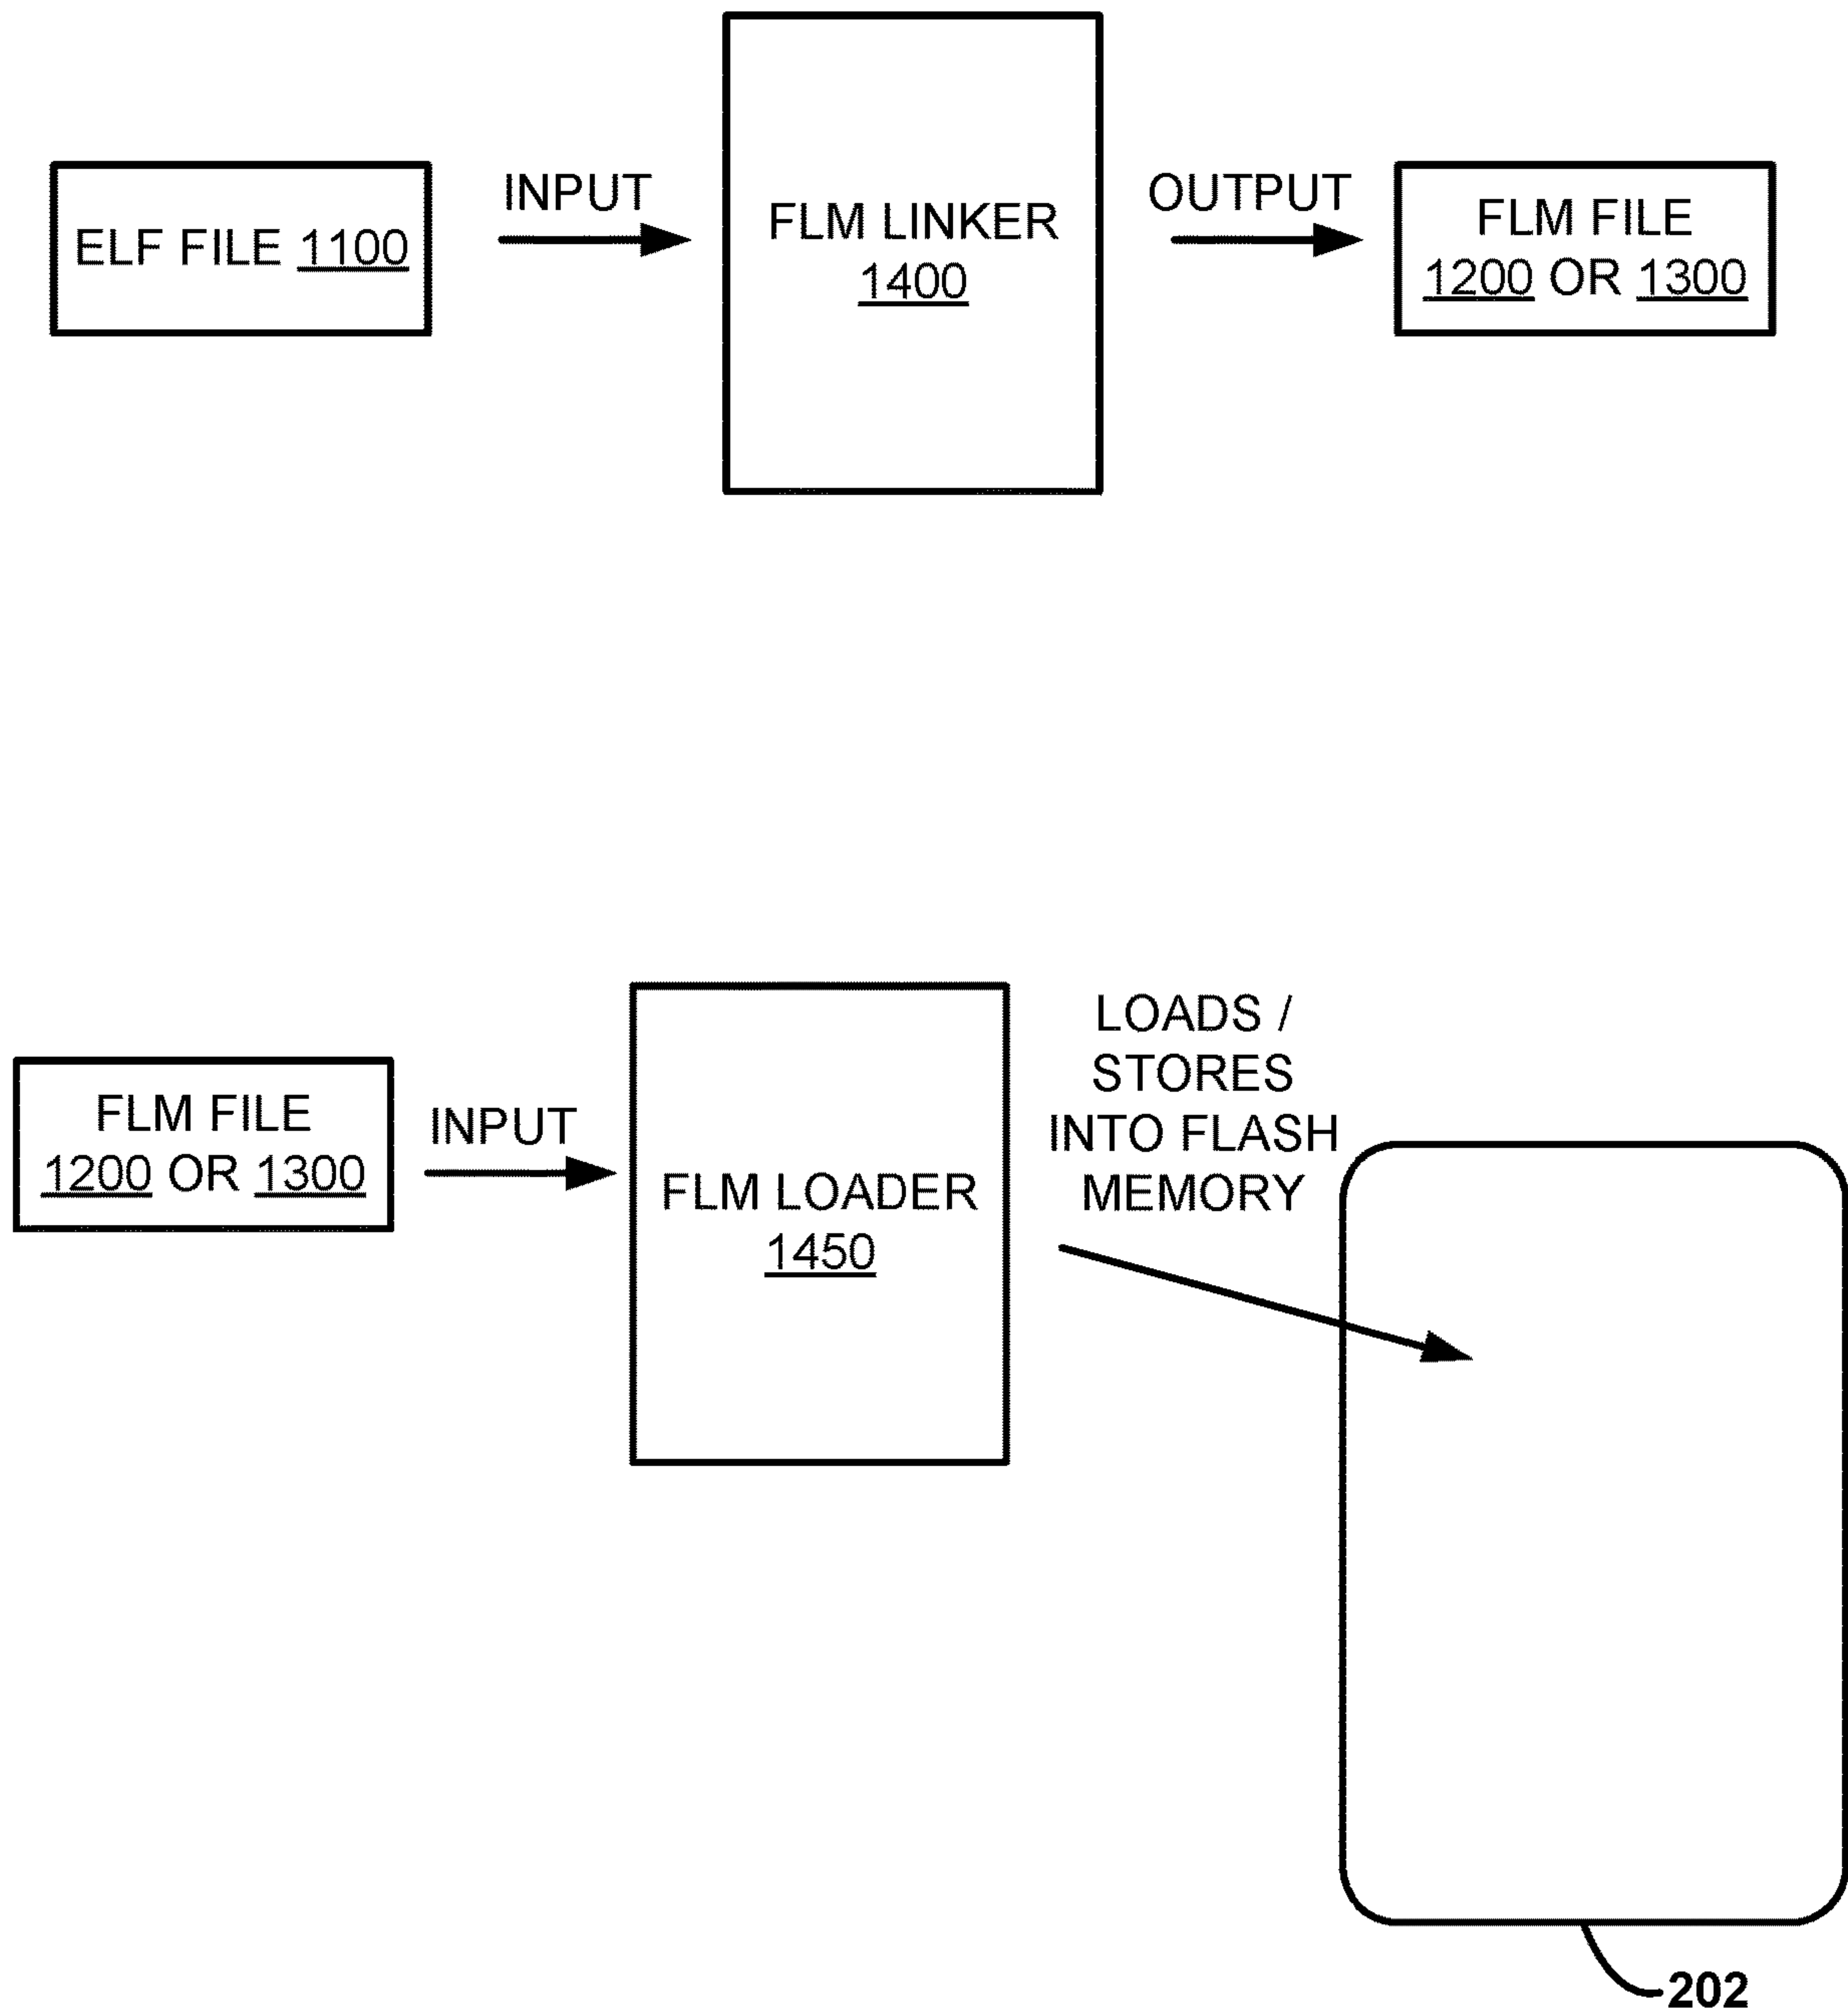 ELF FILE 1100
INPUT
FLM LINKER
1400
OUTPUT
FLM FILE
1200 OR 1300
FLM FILE
1200 OR 1300
INPUT
FLM LOADER
1450
LOADS /
STORES
INTO FLASH
MEMORY
202